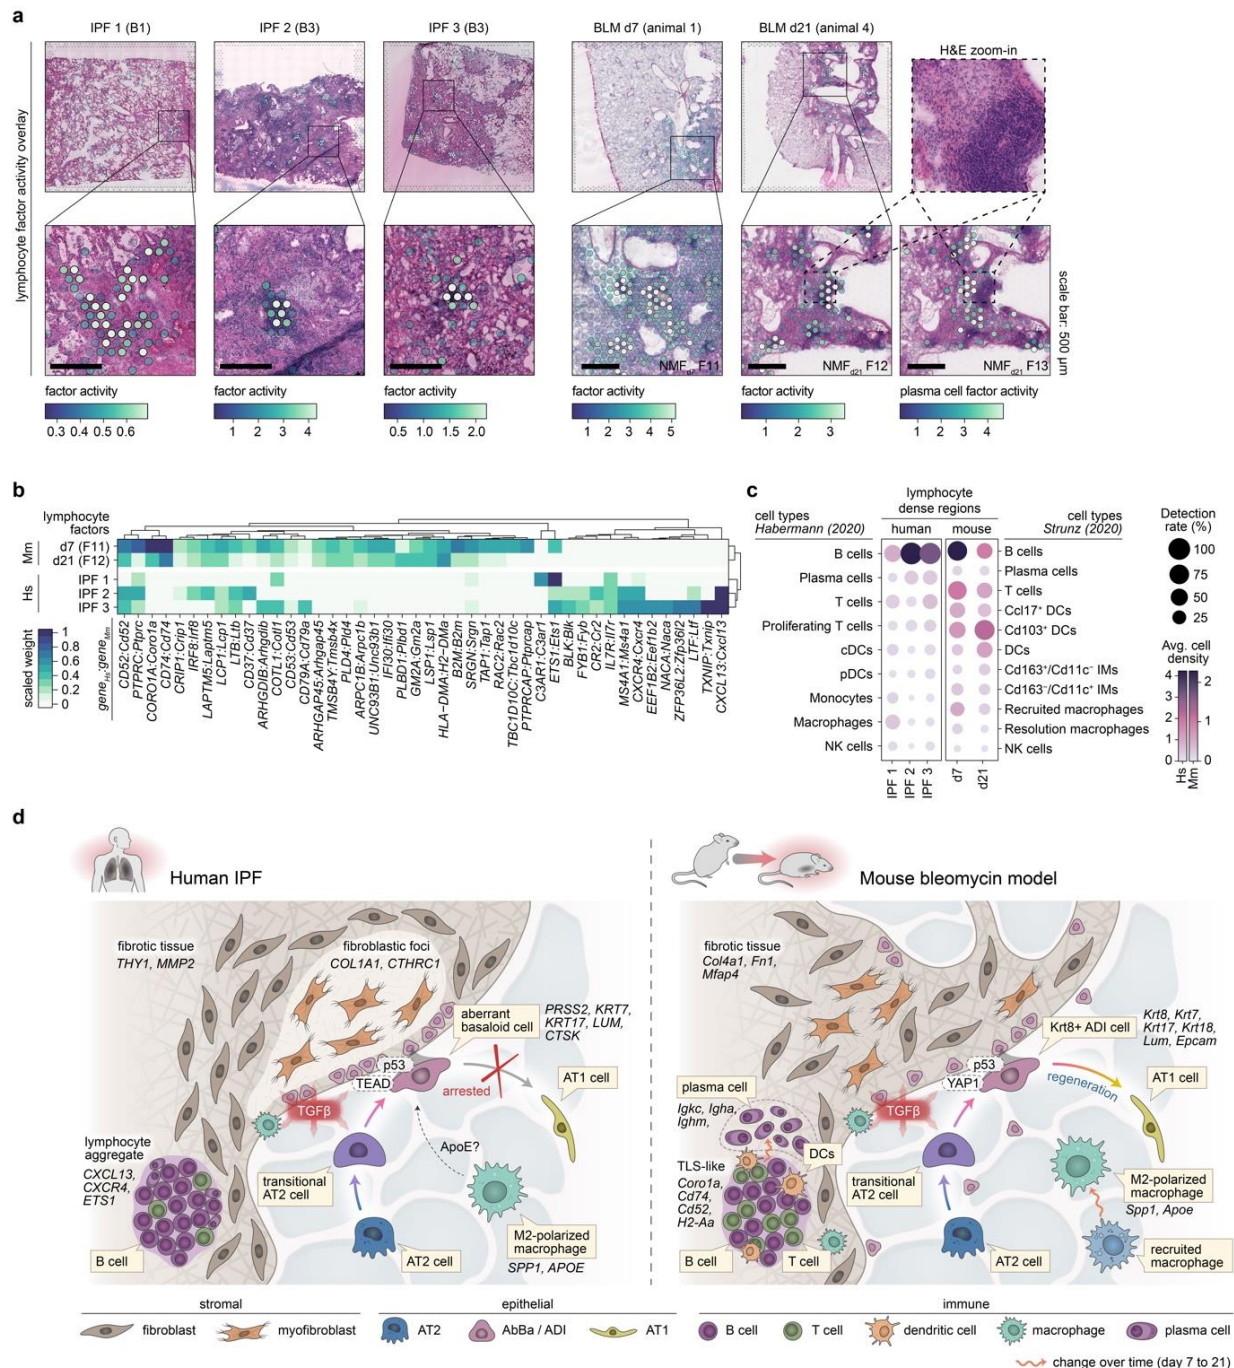 a
IPF 1 (B1)
IPF 2 (B3)
IPF 3 (B3)
BLM d7 (animal 1)
BLM d21 (animal 4)
H&E zoom-in
lymphocyte factor activity overlay
NMFd7 F11
NMFd21 F12
NMFd21 F13
scale bar: 500 µm
factor activity
0.3 0.4 0.5 0.6
factor activity
1 2 3 4
factor activity
0.5 1.0 1.5 2.0
factor activity
1 2 3 4 5
factor activity
1 2 3
plasma cell factor activity
1 2 3 4
b
lymphocyte
factors
Mm
d7 (F11)
d21 (F12)
Hs
IPF 1
IPF 2
IPF 3
scaled weight
1
0.8
0.6
0.4
0.2
0
geneHs:geneMm
CD52:Cd52
PTPRC:Ptprc
CORO1A:Coro1a
CD74:Cd74
CRIP1:Crip1
IRF8:Irf8
LAPTM5:Laptm5
LCP1:Lcp1
LTB:Ltb
CD37:Cd37
ARHGDIB:Arhgdib
COTL1:Cotl1
CD53:Cd53
CD79A:Cd79a
ARHGAP45:Arhgap45
TMSB4Y:Tmsb4x
PLD4:Pld4
ARPC1B:Arpc1b
UNC93B1:Unc93b1
IFI30:Ifi30
PLBD1:Plbd1
GM2A:Gm2a
LSP1:Lsp1
HLA−DMA:H2−DMa
B2M:B2m
SRGN:Srgn
TAP1:Tap1
RAC2:Rac2
TBC1D10C:Tbc1d10c
PTPRCAP:Ptprcap
C3AR1:C3ar1
ETS1:Ets1
BLK:Blk
FYB1:Fyb
CR2:Cr2
IL7R:Il7r
MS4A1:Ms4a1
CXCR4:Cxcr4
EEF1B2:Eef1b2
NACA:Naca
ZFP36L2:Zfp36l2
LTF:Ltf
TXNIP:Txnip
CXCL13:Cxcl13
c
lymphocyte
dense regions
cell types
Habermann (2020)
human
mouse
cell types
Strunz (2020)
B cells
Plasma cells
T cells
Proliferating T cells
cDCs
pDCs
Monocytes
Macrophages
NK cells
IPF 1
IPF 2
IPF 3
d7
d21
B cells
Plasma cells
T cells
Ccl17+ DCs
Cd103+ DCs
DCs
Cd163+/Cd11c− IMs
Cd163−/Cd11c+ IMs
Recruited macrophages
Resolution macrophages
NK cells
Detection
rate (%)
100
75
50
25
Avg. cell
density
4
3
2
1
0
2
1
0
Hs
Mm
d
Human IPF
fibrotic tissue
THY1, MMP2
fibroblastic foci
COL1A1, CTHRC1
aberrant
basaloid cell
PRSS2, KRT7,
KRT17, LUM,
CTSK
p53
TEAD
arrested
AT1 cell
TGFβ
ApoE?
lymphocyte
aggregate
CXCL13,
CXCR4,
ETS1
transitional
AT2 cell
M2-polarized
macrophage
SPP1, APOE
B cell
AT2 cell
Mouse bleomycin model
fibrotic tissue
Col4a1, Fn1,
Mfap4
Krt8+ ADI cell
Krt8, Krt7,
Krt17, Krt18,
Lum, Epcam
p53
YAP1
regeneration
AT1 cell
plasma cell
Igkc, Igha,
Ighm,
TGFβ
DCs
TLS-like
Coro1a,
Cd74,
Cd52,
H2-Aa
transitional
AT2 cell
M2-polarized
macrophage
Spp1, Apoe
B cell
T cell
AT2 cell
recruited
macrophage
stromal
epithelial
immune
fibroblast
myofibroblast
AT2
AbBa / ADI
AT1
B cell
T cell
dendritic cell
macrophage
plasma cell
change over time (day 7 to 21)